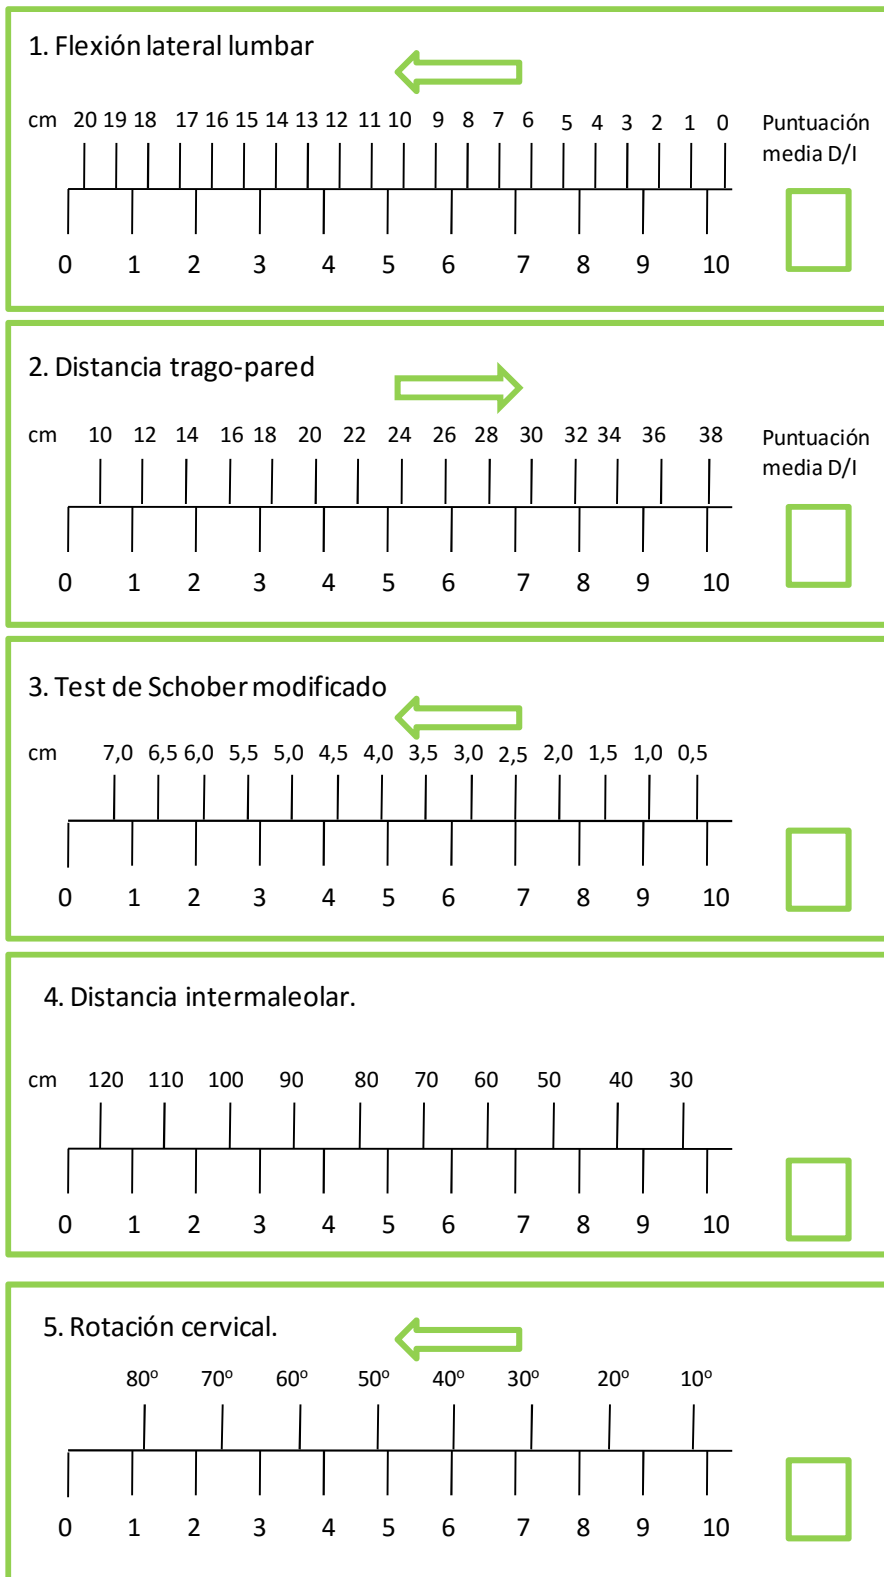 1. Flexión lateral lumbar
cm 20 19 18 17 16 15 14 13 12 11 10 9 8 7 6 5 4 3 2 1 0
Puntuación
media D/I
0 1 2 3 4 5 6 7 8 9 10
2. Distancia trago-pared
cm 10 12 14 16 18 20 22 24 26 28 30 32 34 36 38
Puntuación
media D/I
0 1 2 3 4 5 6 7 8 9 10
3. Test de Schober modificado
cm 7,0 6,5 6,0 5,5 5,0 4,5 4,0 3,5 3,0 2,5 2,0 1,5 1,0 0,5
0 1 2 3 4 5 6 7 8 9 10
4. Distancia intermaleolar.
cm 120 110 100 90 80 70 60 50 40 30
0 1 2 3 4 5 6 7 8 9 10
5. Rotación cervical.
80º 70º 60º 50º 40º 30º 20º 10º
0 1 2 3 4 5 6 7 8 9 10